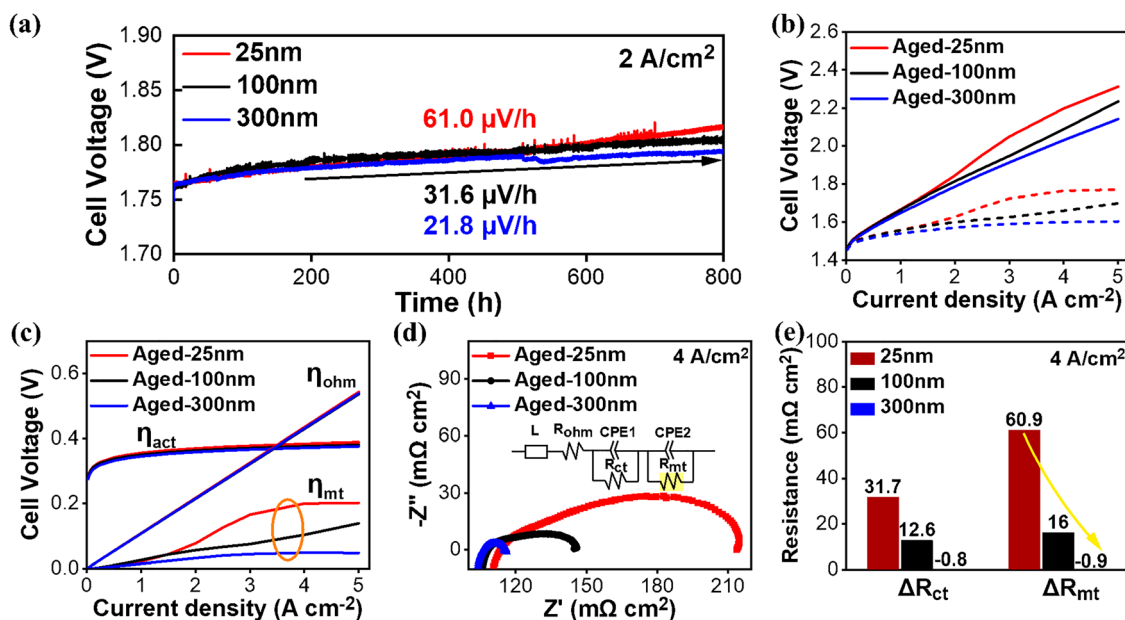 (a)
1.90
1.85
1.80
1.75
1.70
Cell Voltage (V)
25nm
100nm
300nm
2 A/cm²
61.0 µV/h
31.6 µV/h
21.8 µV/h
0 200 400 600 800
Time (h)
(b)
2.6
2.4
2.2
2.0
1.8
1.6
1.4
Cell Voltage (V)
Aged-25nm
Aged-100nm
Aged-300nm
0 1 2 3 4 5
Current density (A cm⁻²)
(c)
0.6
0.4
0.2
0.0
Cell Voltage (V)
Aged-25nm
Aged-100nm
Aged-300nm
ηohm
ηact
ηmt
0 1 2 3 4 5
Current density (A cm⁻²)
(d)
90
60
30
0
-Z'' (mΩ cm²)
Aged-25nm
Aged-100nm
Aged-300nm
4 A/cm²
L Rohm CPE1 CPE2
Rct Rmt
120 150 180 210
Z' (mΩ cm²)
(e)
100
80
60
40
20
0
Resistance (mΩ cm²)
25nm
100nm
300nm
4 A/cm²
31.7
12.6
-0.8
60.9
16
-0.9
ΔRct ΔRmt